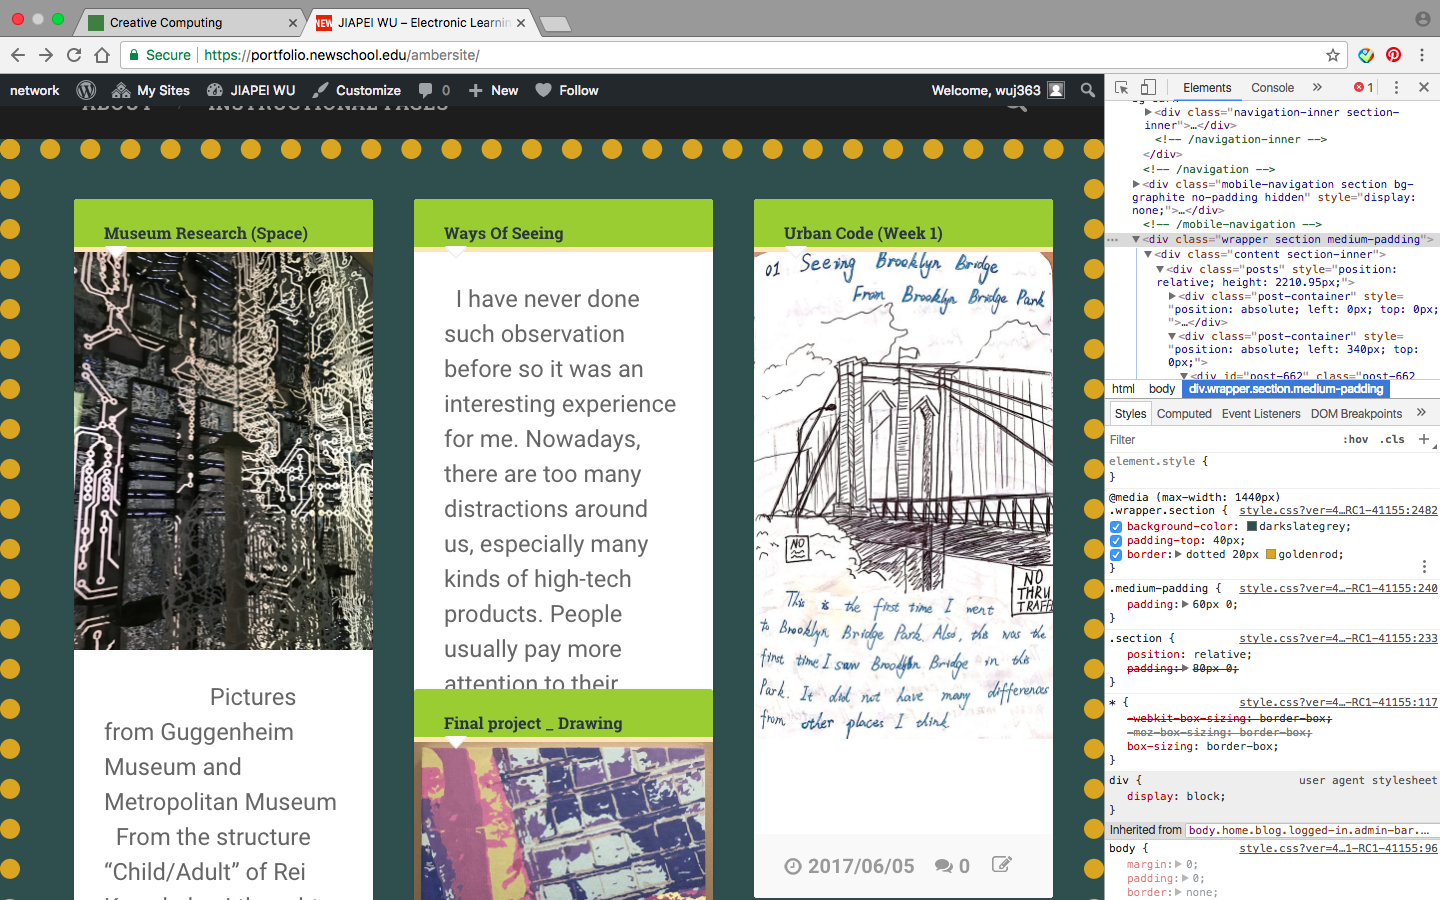 Creative Computing
NEW JIAPEI WU – Electronic Learnin
Secure https://portfolio.newschool.edu/ambersite/
network My Sites JIAPEI WU Customize 0 New Follow Welcome, wuj363
ABOUT INSTRUCTIONAL PAGES
Museum Research (Space)
Pictures
from Guggenheim
Museum and
Metropolitan Museum
From the structure
“Child/Adult” of Rei
Ways Of Seeing
I have never done
such observation
before so it was an
interesting experience
for me. Nowadays,
there are too many
distractions around
us, especially many
kinds of high-tech
products. People
usually pay more
attention to their
Final project _ Drawing
Urban Code (Week 1)
01 Seeing Brooklyn Bridge
From Brooklyn Bridge Park
NO
NO
THRU
TRAFFI
This is the first time I went
to Brooklyn Bridge Park. Also, this was the
first time I saw Brooklyn Bridge in this
Park. It did not have many differences
from other places I think.
2017/06/05 0
Elements Console » 1
<div class="navigation-inner section-
inner">…</div>
<!-- /navigation-inner -->
</div>
<!-- /navigation -->
<div class="mobile-navigation section bg-
graphite no-padding hidden" style="display:
none;">…</div>
<!-- /mobile-navigation -->
<div class="wrapper section medium-padding">
<div class="content section-inner">
<div class="posts" style="position:
relative; height: 2210.95px;">
<div class="post-container" style=
"position: absolute; left: 0px; top: 0px;
">…</div>
<div class="post-container" style=
"position: absolute; left: 340px; top:
0px;">
<div id="post-662" class="post-662
html body div.wrapper.section.medium-padding
Styles Computed Event Listeners DOM Breakpoints »
Filter :hov .cls +
element.style {
}
@media (max-width: 1440px)
.wrapper.section { style.css?ver=4…RC1-41155:2482
background-color: darkslategrey;
padding-top: 40px;
border: dotted 20px goldenrod;
}
.medium-padding { style.css?ver=4…-RC1-41155:240
padding: 60px 0;
}
.section { style.css?ver=4…-RC1-41155:233
position: relative;
padding: 80px 0;
}
* { style.css?ver=4…-RC1-41155:117
-webkit-box-sizing: border-box;
-moz-box-sizing: border-box;
box-sizing: border-box;
}
div { user agent stylesheet
display: block;
}
Inherited from body.home.blog.logged-in.admin-bar.…
body { style.css?ver=4…1-RC1-41155:96
margin: 0;
padding: 0;
border: none;